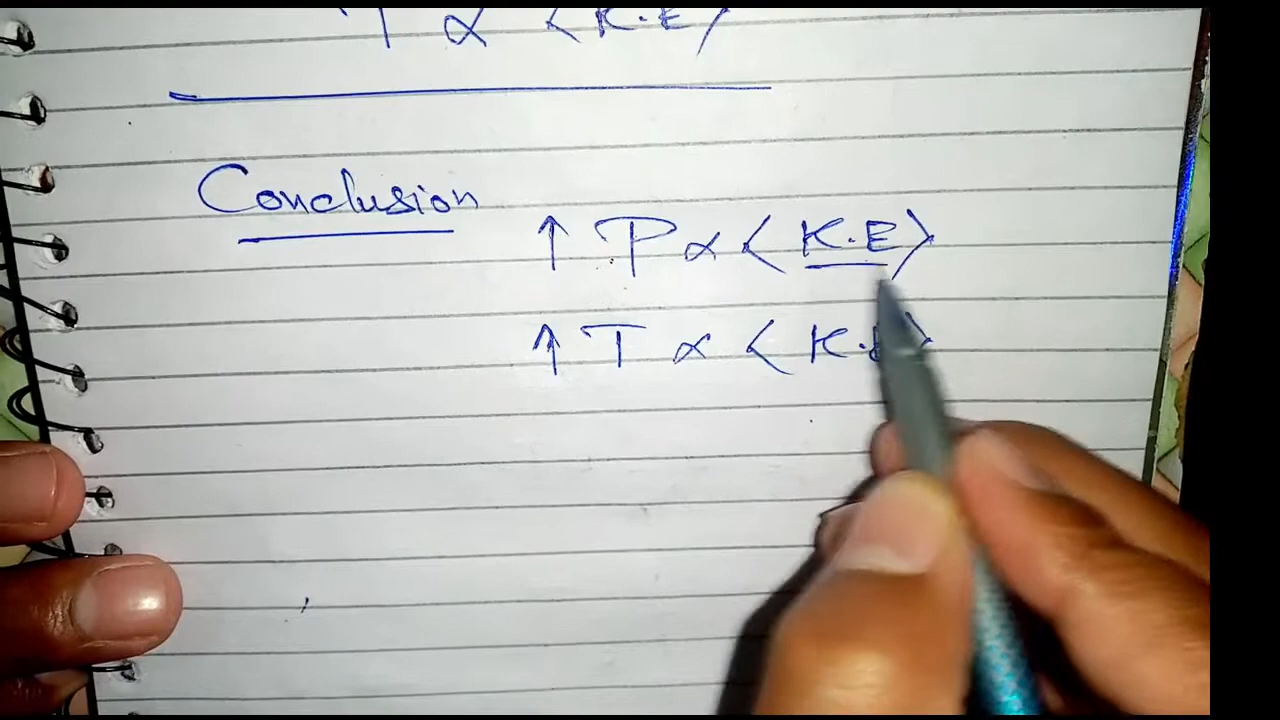 T ∝ <K.E>
Conclusion
↑ P ∝ <K.E>
↑ T ∝ <K.E>